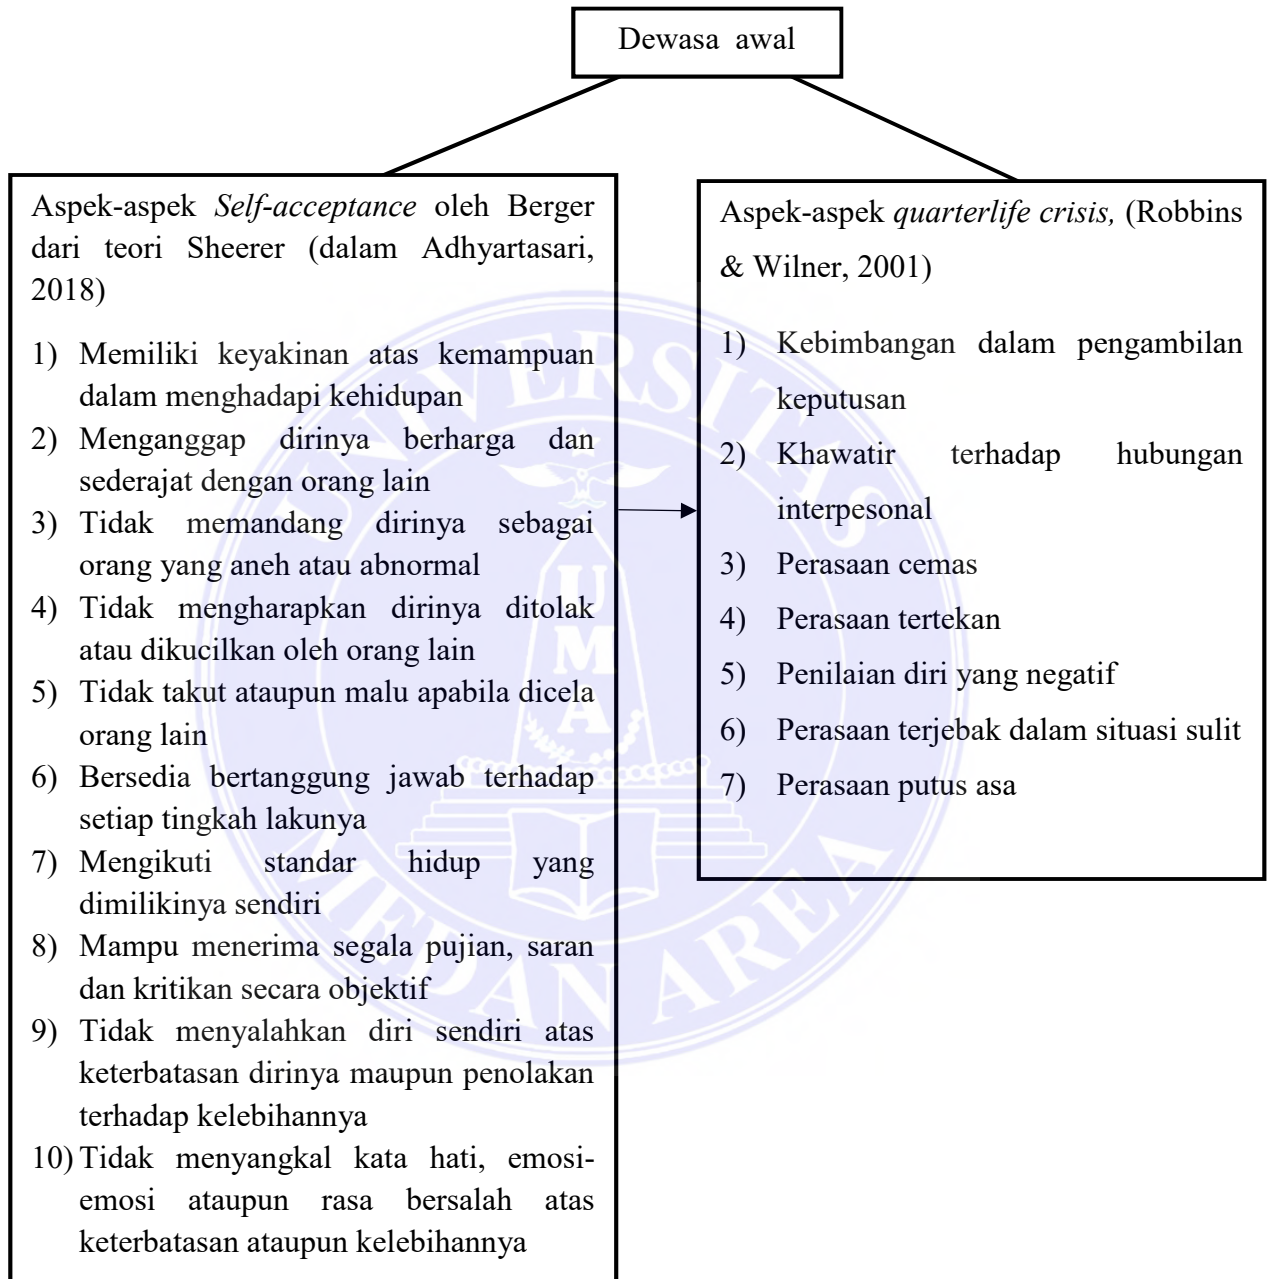 Dewasa awal
Aspek-aspek Self-acceptance oleh Berger
dari teori Sheerer (dalam Adhyartasari,
2018)
1) Memiliki keyakinan atas kemampuan
dalam menghadapi kehidupan
2) Menganggap dirinya berharga dan
sederajat dengan orang lain
3) Tidak memandang dirinya sebagai
orang yang aneh atau abnormal
4) Tidak mengharapkan dirinya ditolak
atau dikucilkan oleh orang lain
5) Tidak takut ataupun malu apabila dicela
orang lain
6) Bersedia bertanggung jawab terhadap
setiap tingkah lakunya
7) Mengikuti standar hidup yang
dimilikinya sendiri
8) Mampu menerima segala pujian, saran
dan kritikan secara objektif
9) Tidak menyalahkan diri sendiri atas
keterbatasan dirinya maupun penolakan
terhadap kelebihannya
10) Tidak menyangkal kata hati, emosi-
emosi ataupun rasa bersalah atas
keterbatasan ataupun kelebihannya
Aspek-aspek quarterlife crisis, (Robbins
& Wilner, 2001)
1) Kebimbangan dalam pengambilan
keputusan
2) Khawatir terhadap hubungan
interpesonal
3) Perasaan cemas
4) Perasaan tertekan
5) Penilaian diri yang negatif
6) Perasaan terjebak dalam situasi sulit
7) Perasaan putus asa
UNIVERSITAS
UMA
MEDAN AREA